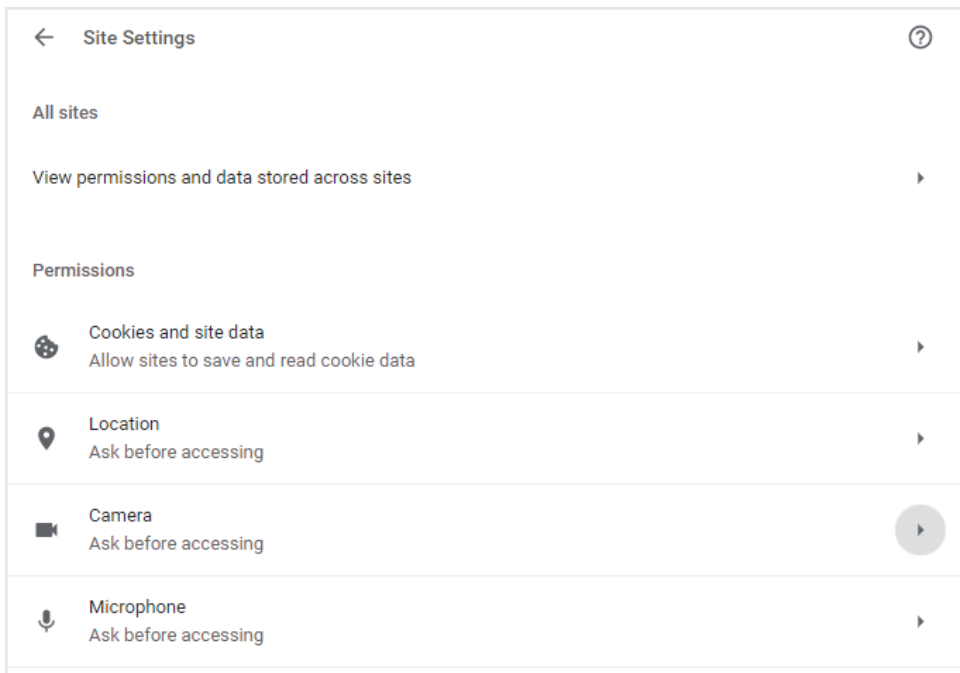 Site Settings
All sites
View permissions and data stored across sites
Permissions
Cookies and site data
Allow sites to save and read cookie data
Location
Ask before accessing
Camera
Ask before accessing
Microphone
Ask before accessing